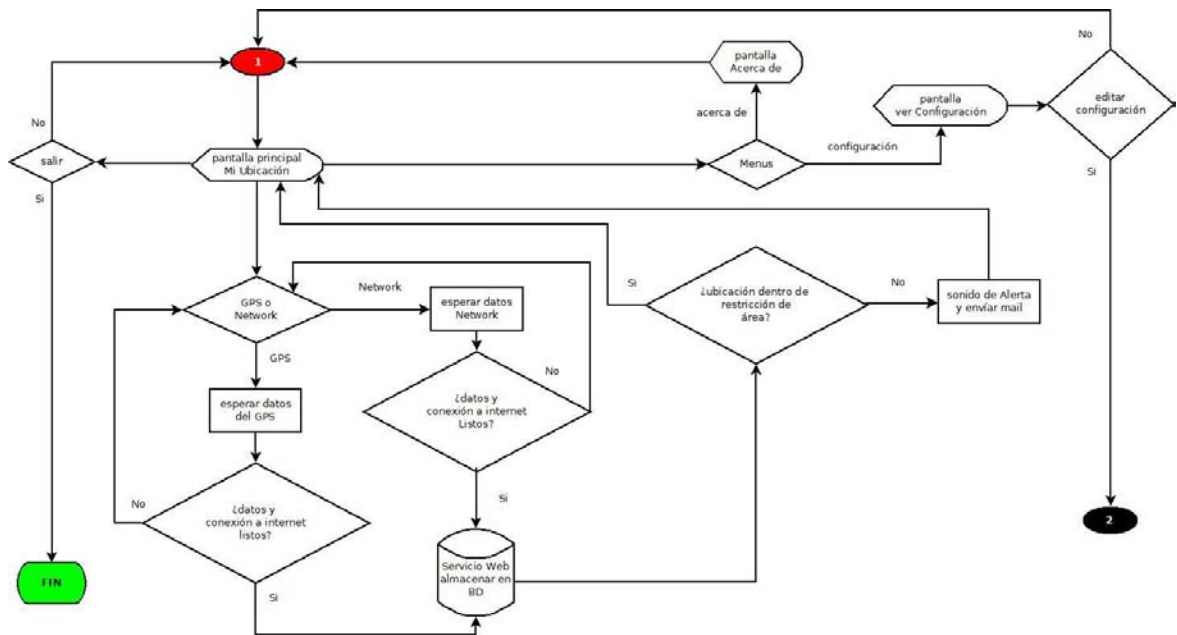 No
1
pantalla
Acerca de
acerca de
pantalla
ver Configuración
editar
configuración
No
salir
Si
pantalla principal
Mi Ubicación
Menus
configuración
Si
GPS o
Network
Network
esperar datos
Network
Si
¿ubicación dentro de
restricción de
área?
No
sonido de Alerta
y envíar mail
GPS
esperar datos
del GPS
¿datos y
conexión a internet
Listos?
No
No
¿datos y
conexión a internet
listos?
Si
2
FIN
Si
Servicio Web
almacenar en
BD